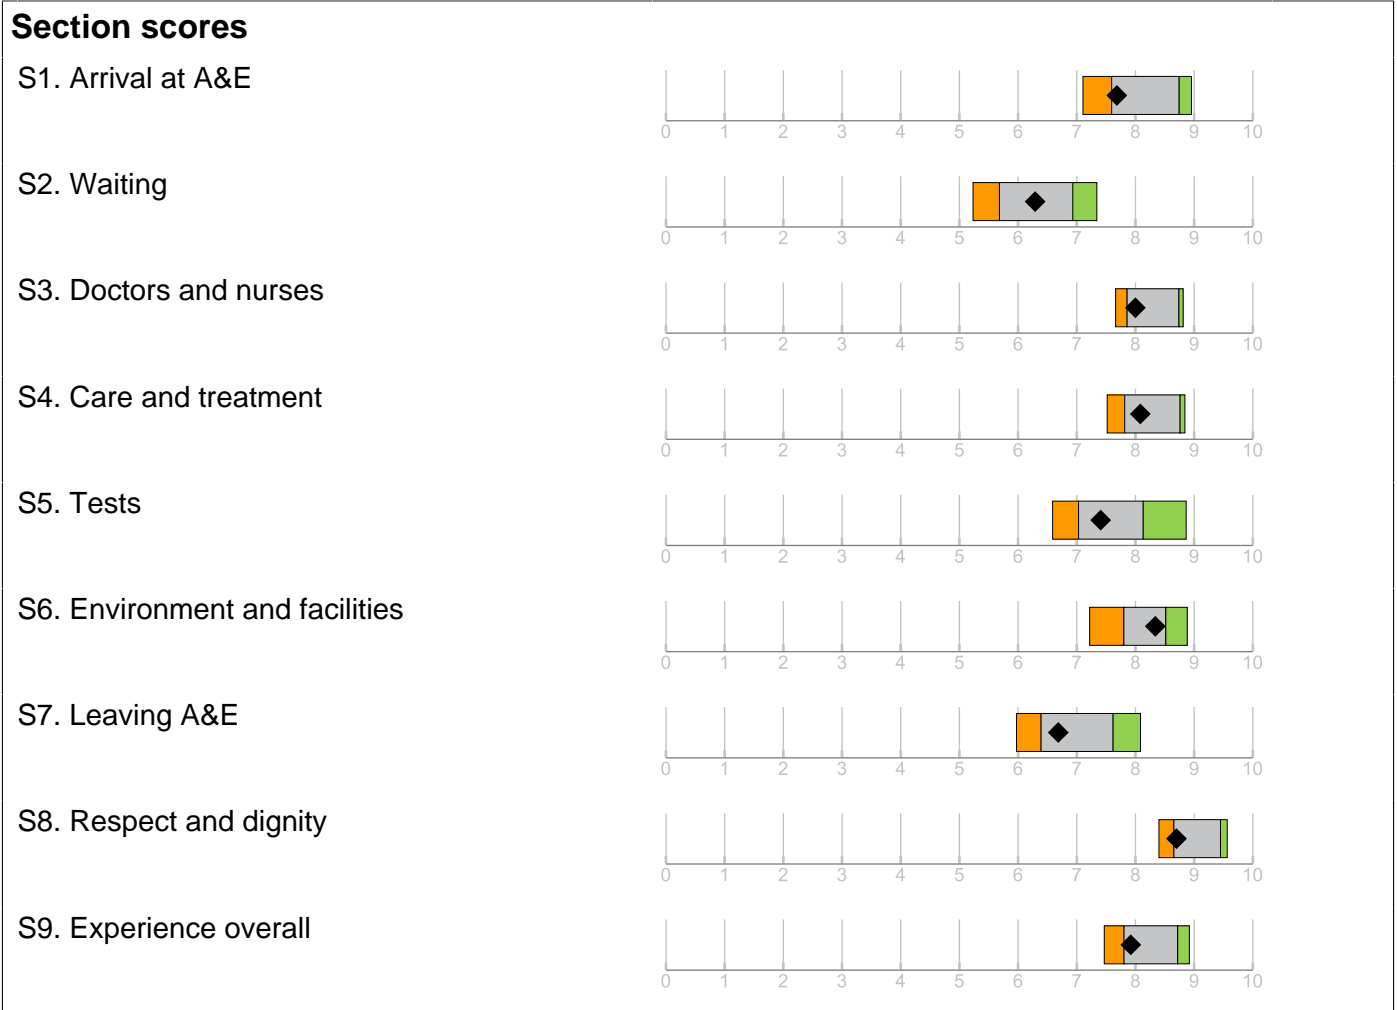 Section scores
S1. Arrival at A&E
0 1 2 3 4 5 6 7 8 9 10
S2. Waiting
0 1 2 3 4 5 6 7 8 9 10
S3. Doctors and nurses
0 1 2 3 4 5 6 7 8 9 10
S4. Care and treatment
0 1 2 3 4 5 6 7 8 9 10
S5. Tests
0 1 2 3 4 5 6 7 8 9 10
S6. Environment and facilities
0 1 2 3 4 5 6 7 8 9 10
S7. Leaving A&E
0 1 2 3 4 5 6 7 8 9 10
S8. Respect and dignity
0 1 2 3 4 5 6 7 8 9 10
S9. Experience overall
0 1 2 3 4 5 6 7 8 9 10